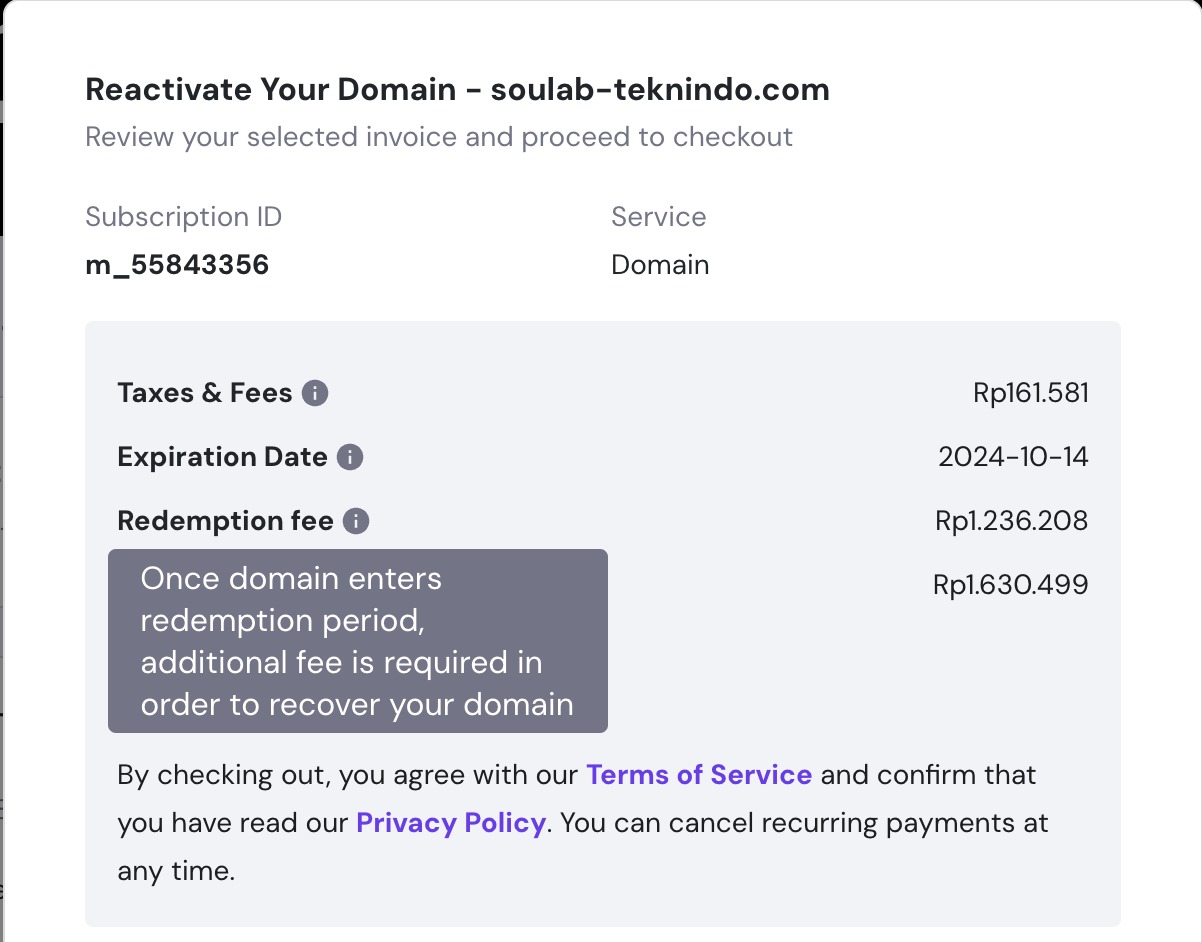 Reactivate Your Domain - soulab-teknindo.com
Review your selected invoice and proceed to checkout
Subscription ID
Service
m_55843356
Domain
Taxes & Fees
Rp161.581
Expiration Date
2024-10-14
Redemption fee
Rp1.236.208
Once domain enters
redemption period,
additional fee is required in
order to recover your domain
Rp1.630.499
By checking out, you agree with our Terms of Service and confirm that
you have read our Privacy Policy. You can cancel recurring payments at
any time.